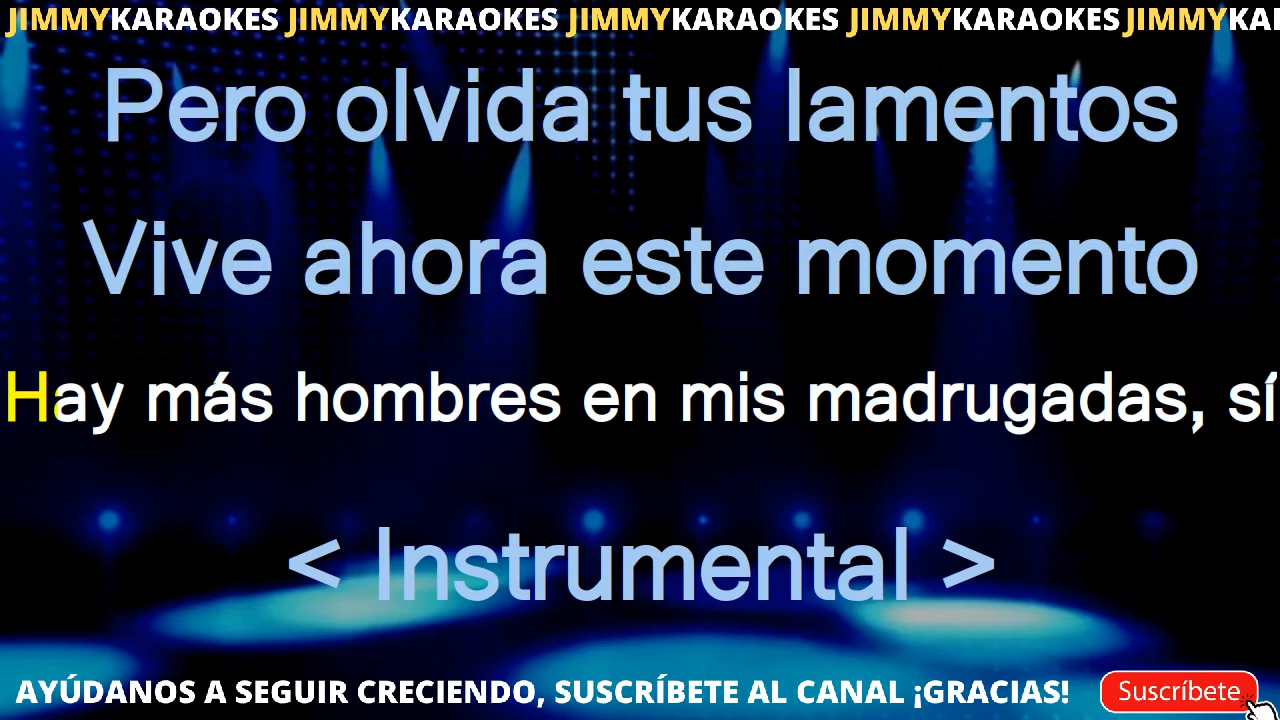 JIMMYKARAOKES JIMMYKARAOKES JIMMYKARAOKES JIMMYKARAOKES JIMMYKA
Pero olvida tus lamentos
Vive ahora este momento
Hay más hombres en mis madrugadas, sí
< Instrumental >
AYÚDANOS A SEGUIR CRECIENDO, SUSCRÍBETE AL CANAL ¡GRACIAS! Suscríbete